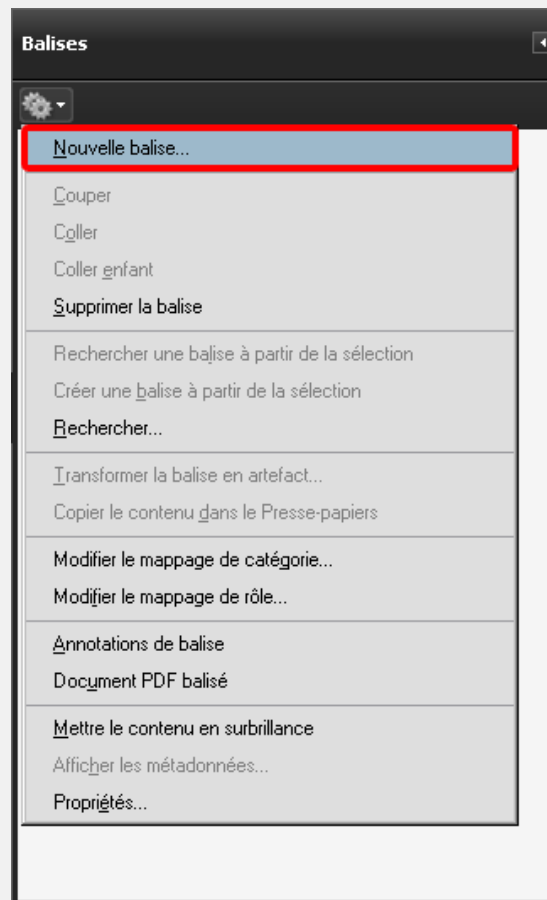 Balises
Nouvelle balise...
Couper
Coller
Coller enfant
Supprimer la balise
Rechercher une balise à partir de la sélection
Créer une balise à partir de la sélection
Rechercher...
Transformer la balise en artefact...
Copier le contenu dans le Presse-papiers
Modifier le mappage de catégorie...
Modifier le mappage de rôle...
Annotations de balise
Document PDF balisé
Mettre le contenu en surbrillance
Afficher les métadonnées...
Propriétés...